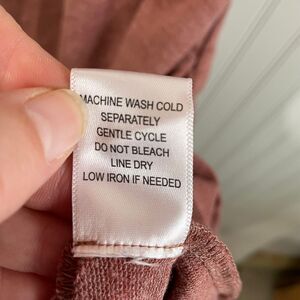 MACHINE WASH COLD
SEPARATELY
GENTLE CYCLE
DO NOT BLEACH
LINE DRY
LOW IRON IF NEEDED